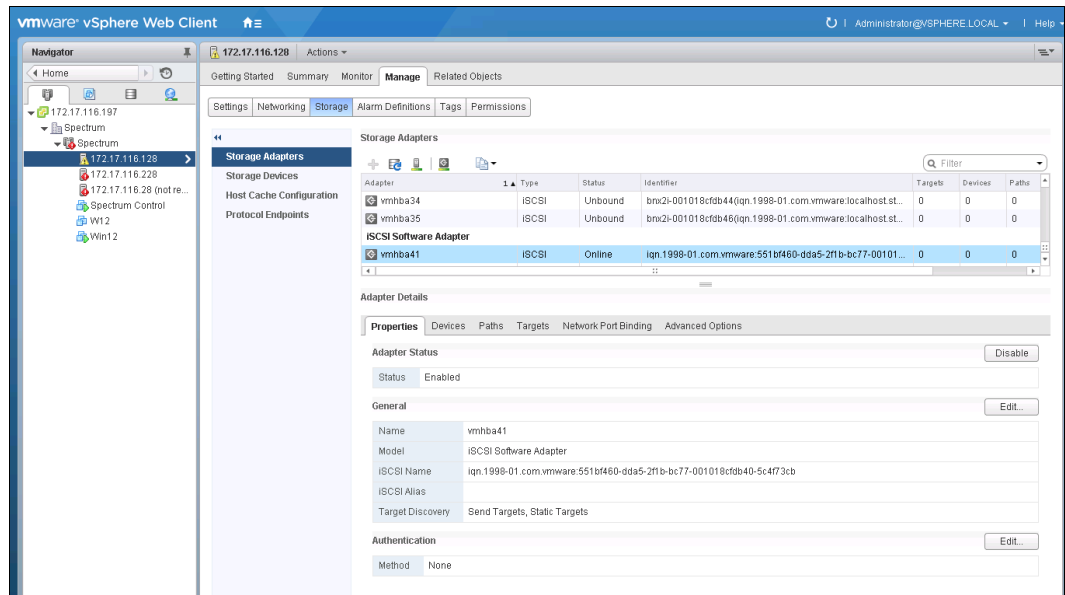 vmware® vSphere Web Client
Administrator@VSPHERE.LOCAL
Help
Navigator
Home
172.17.116.197
Spectrum
Spectrum
172.17.116.128
172.17.116.228
172.17.116.28 (not re...
Spectrum Control
W12
Win12
172.17.116.128 Actions
Getting Started Summary Monitor Manage Related Objects
Settings Networking Storage Alarm Definitions Tags Permissions
Storage Adapters
Storage Devices
Host Cache Configuration
Protocol Endpoints
Storage Adapters
Filter
Adapter 1 ▲ Type Status Identifier Targets Devices Paths
vmhba34 iSCSI Unbound bnx2i-001018cfdb44(iqn.1998-01.com.vmware:localhost.st... 0 0 0
vmhba35 iSCSI Unbound bnx2i-001018cfdb46(iqn.1998-01.com.vmware:localhost.st... 0 0 0
iSCSI Software Adapter
vmhba41 iSCSI Online iqn.1998-01.com.vmware:551bf460-dda5-2f1b-bc77-00101... 0 0 0
Adapter Details
Properties Devices Paths Targets Network Port Binding Advanced Options
Adapter Status
Disable
Status Enabled
General
Edit...
Name vmhba41
Model iSCSI Software Adapter
iSCSI Name iqn.1998-01.com.vmware:551bf460-dda5-2f1b-bc77-001018cfdb40-5c4f73cb
iSCSI Alias
Target Discovery Send Targets, Static Targets
Authentication
Edit...
Method None